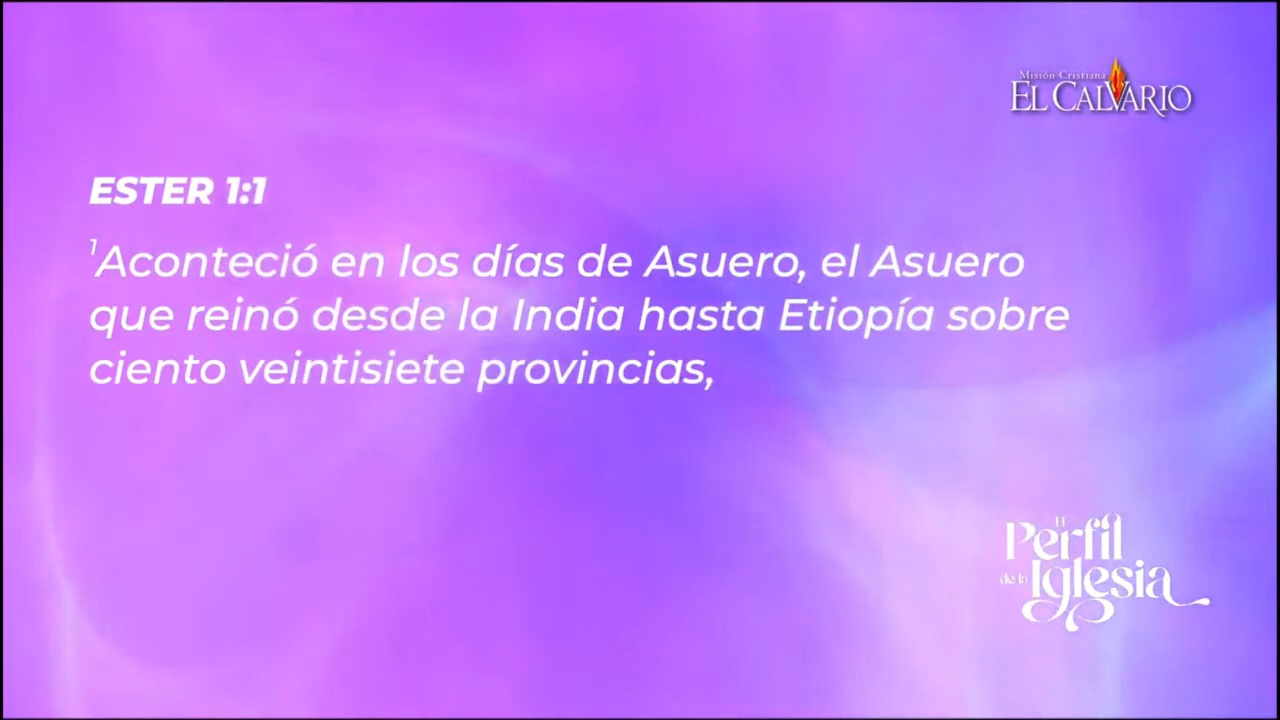 Misión Cristiana
EL CALVARIO
ESTER 1:1
¹Aconteció en los días de Asuero, el Asuero
que reinó desde la India hasta Etiopía sobre
ciento veintisiete provincias,
El
Perfil
de la Iglesia